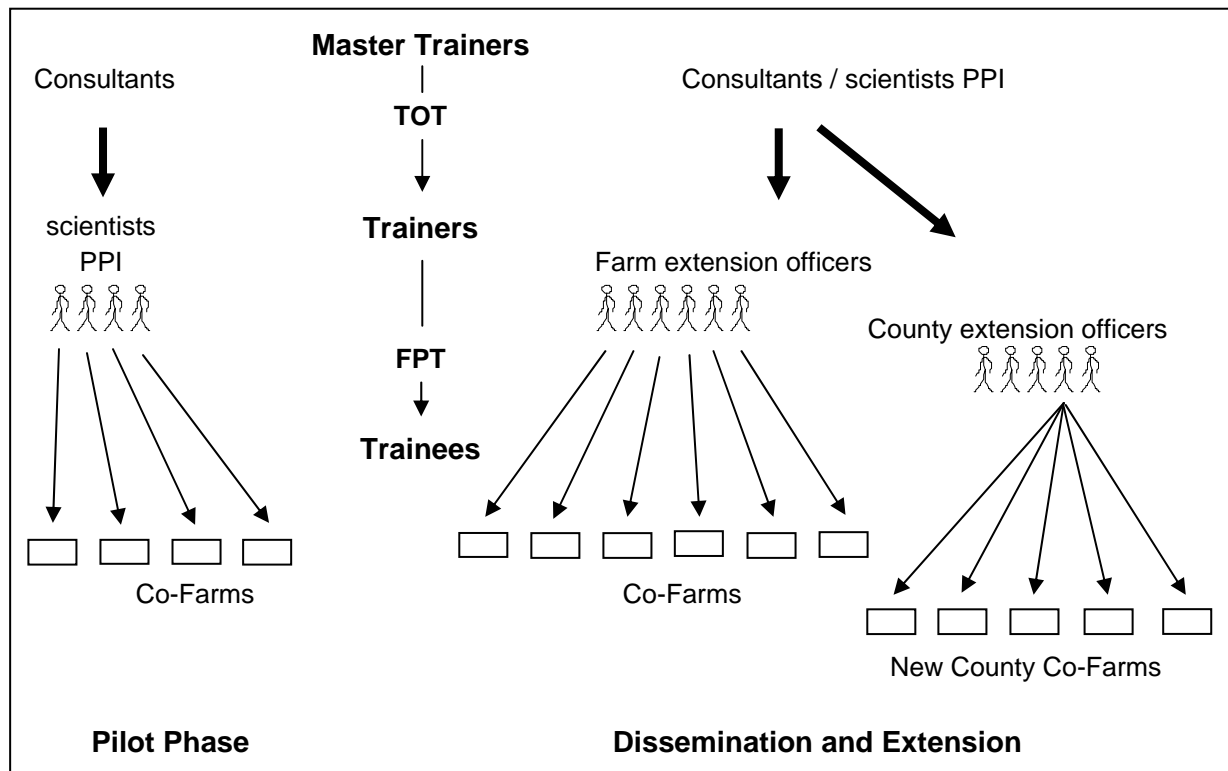 Master Trainers
Consultants
Consultants / scientists PPI
TOT
scientists
PPI
Trainers
Farm extension officers
County extension officers
FPT
Trainees
Co-Farms
Co-Farms
New County Co-Farms
Pilot Phase
Dissemination and Extension